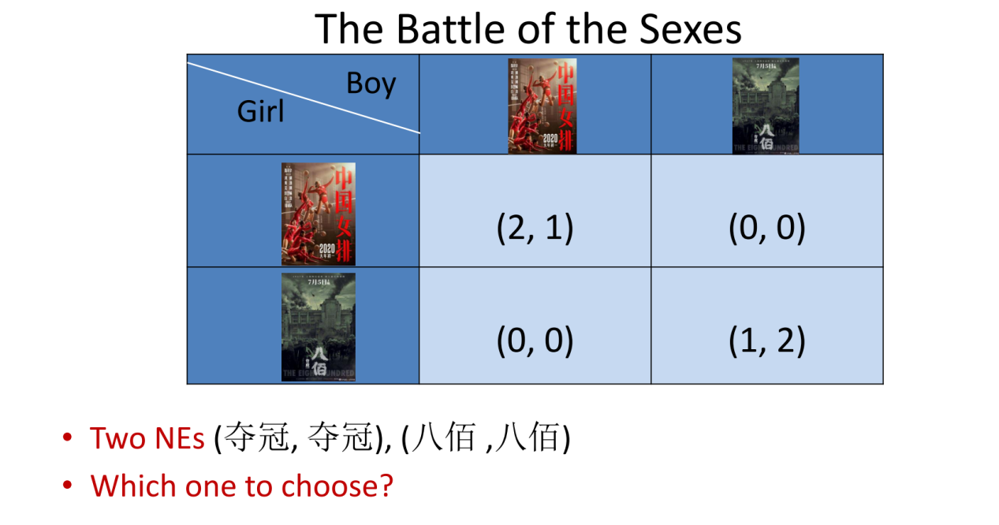 The Battle of the Sexes
Boy
Girl
中国女排
2020
7月5日
八佰
THE EIGHT HUNDRED
中国女排
2020
(2, 1)
(0, 0)
7月5日
八佰
THE EIGHT HUNDRED
(0, 0)
(1, 2)
• Two NEs (夺冠, 夺冠), (八佰 ,八佰)
• Which one to choose?